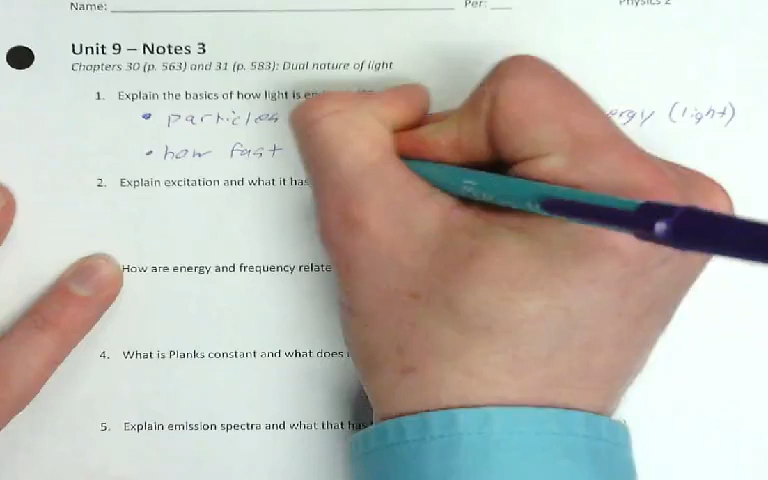 Name: Per:
Physics 2
Unit 9 – Notes 3
Chapters 30 (p. 563) and 31 (p. 583): Dual nature of light
1. Explain the basics of how light is
• particles (light)
• how fast
2. Explain excitation and what it has
How are energy and frequency relate
4. What is Planks constant and what does
5. Explain emission spectra and what that has